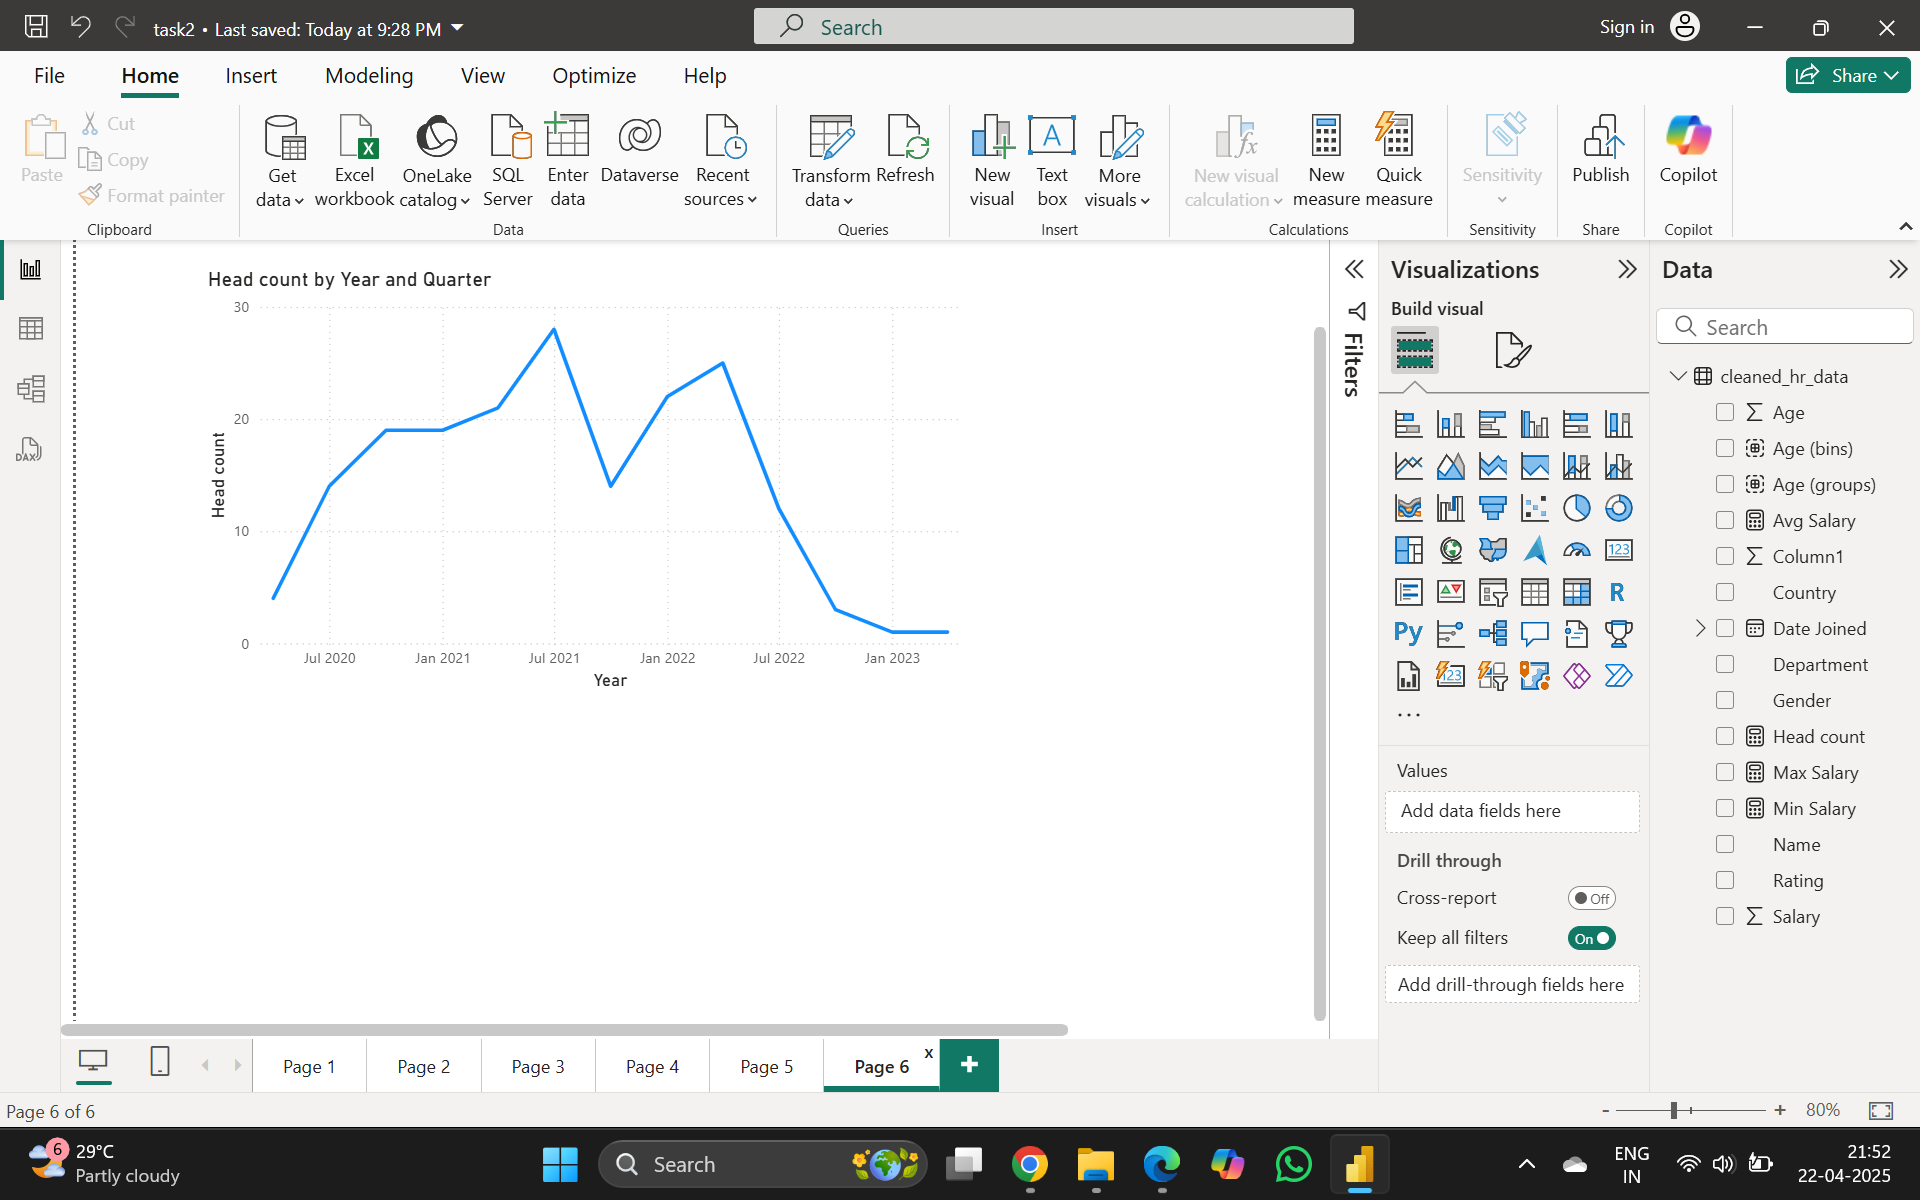 task2 • Last saved: Today at 9:28 PM
Search
Sign in
File
Home
Insert
Modeling
View
Optimize
Help
Share
Paste
Cut
Copy
Format painter
Clipboard
Get data
Excel workbook
OneLake catalog
SQL Server
Enter data
Dataverse
Recent sources
Data
Transform data
Refresh
Queries
New visual
Text box
More visuals
Insert
New visual calculation
New measure
Quick measure
Calculations
Sensitivity
Sensitivity
Publish
Share
Copilot
Copilot
DAX
Head count by Year and Quarter
30
20
10
0
Head count
Jul 2020
Jan 2021
Jul 2021
Jan 2022
Jul 2022
Jan 2023
Year
Filters
Visualizations
Build visual
123
R
Py
123
Values
Add data fields here
Drill through
Cross-report
Off
Keep all filters
On
Add drill-through fields here
Data
Search
cleaned_hr_data
Age
Age (bins)
Age (groups)
Avg Salary
Column1
Country
Date Joined
Department
Gender
Head count
Max Salary
Min Salary
Name
Rating
Salary
Page 1
Page 2
Page 3
Page 4
Page 5
Page 6
x
Page 6 of 6
- + 80%
6
29°C
Partly cloudy
Search
ENG
IN
21:52
22-04-2025